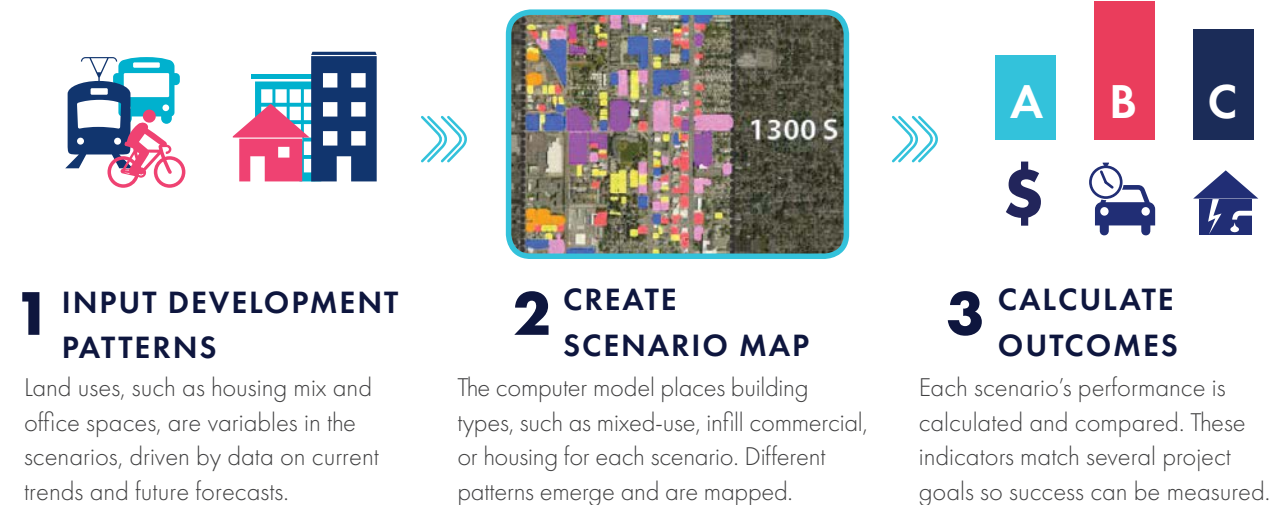 1300 S
A
B
C
$
1 INPUT DEVELOPMENT
PATTERNS
Land uses, such as housing mix and
office spaces, are variables in the
scenarios, driven by data on current
trends and future forecasts.
2 CREATE
SCENARIO MAP
The computer model places building
types, such as mixed-use, infill commercial,
or housing for each scenario. Different
patterns emerge and are mapped.
3 CALCULATE
OUTCOMES
Each scenario’s performance is
calculated and compared. These
indicators match several project
goals so success can be measured.